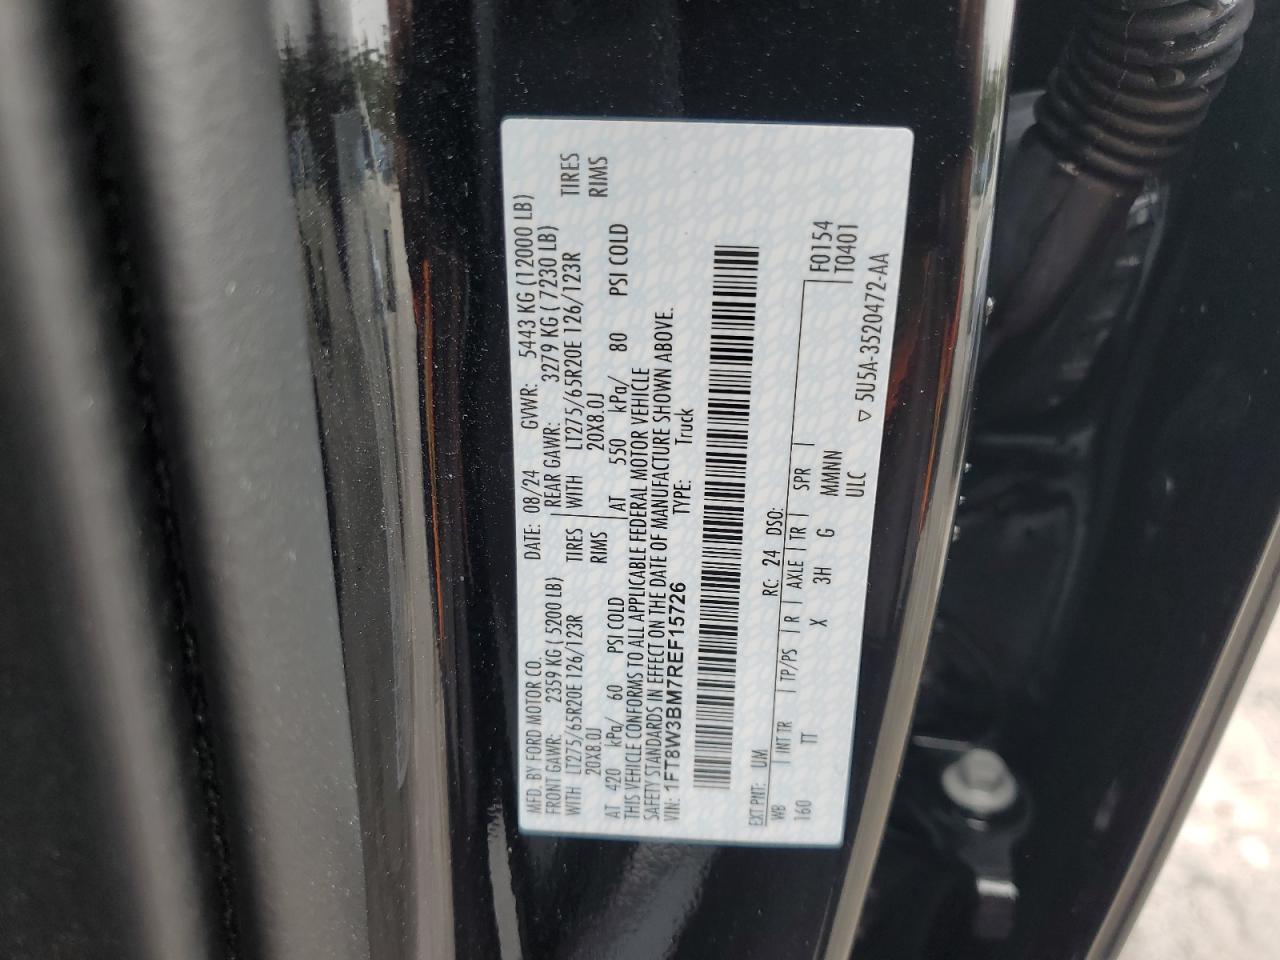 MFD. BY FORD MOTOR CO. DATE: 08/24 GVWR: 5443 KG (12000 LB)
FRONT GAWR: 2359 KG ( 5200 LB) REAR GAWR: 3279 KG ( 7230 LB)
WITH LT275/65R20E 126/123R TIRES WITH LT275/65R20E 126/123R TIRES
20X8.0J RIMS 20X8.0J RIMS
AT 420 kPa/ 60 PSI COLD AT 550 kPa/ 80 PSI COLD
THIS VEHICLE CONFORMS TO ALL APPLICABLE FEDERAL MOTOR VEHICLE
SAFETY STANDARDS IN EFFECT ON THE DATE OF MANUFACTURE SHOWN ABOVE.
VIN: 1FT8W3BM7REF15726 TYPE: Truck
EXT PNT: UM RC: 24 DSO:
WB INT TR TP/PS R AXLE TR SPR F0154
160 TT X 3H G MMNNN T0401
ULC
▽ 5U5A-3520472-AA